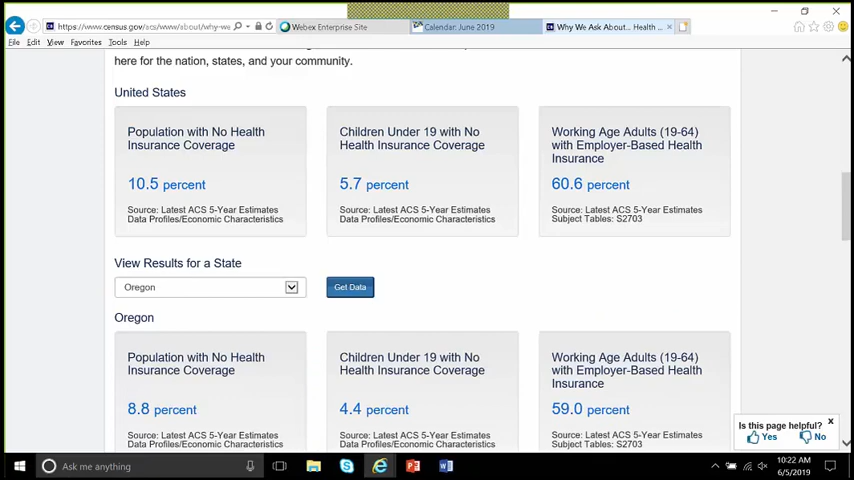 https://www.census.gov/acs/www/about/why-we
Webex Enterprise Site
Calendar: June 2019
Why We Ask About... Health ...
File Edit View Favorites Tools Help
here for the nation, states, and your community.
United States
Population with No Health
Insurance Coverage
10.5 percent
Source: Latest ACS 5-Year Estimates
Data Profiles/Economic Characteristics
Children Under 19 with No
Health Insurance Coverage
5.7 percent
Source: Latest ACS 5-Year Estimates
Data Profiles/Economic Characteristics
Working Age Adults (19-64)
with Employer-Based Health
Insurance
60.6 percent
Source: Latest ACS 5-Year Estimates
Subject Tables: S2703
View Results for a State
Oregon
Get Data
Oregon
Population with No Health
Insurance Coverage
8.8 percent
Source: Latest ACS 5-Year Estimates
Data Profiles/Economic Characteristics
Children Under 19 with No
Health Insurance Coverage
4.4 percent
Source: Latest ACS 5-Year Estimates
Data Profiles/Economic Characteristics
Working Age Adults (19-64)
with Employer-Based Health
Insurance
59.0 percent
Source: Latest ACS 5-Year Estimates
Subject Tables: S2703
Is this page helpful?
Yes No
Ask me anything
10:22 AM
6/5/2019